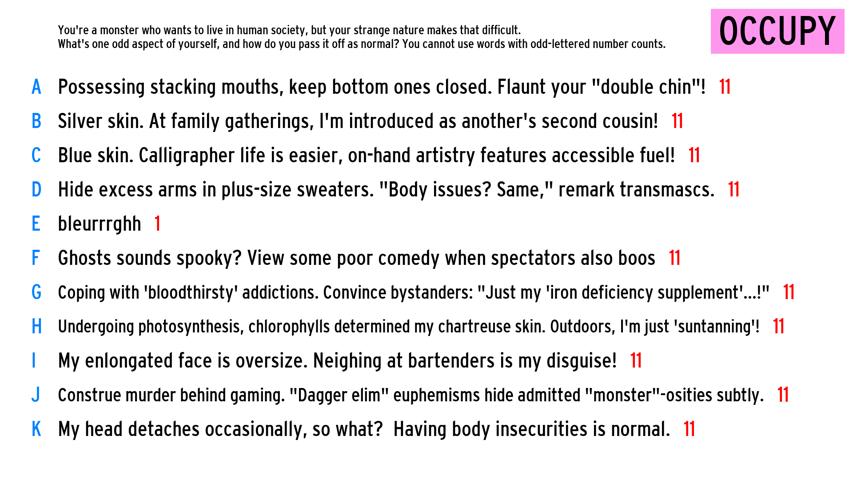 You're a monster who wants to live in human society, but your strange nature makes that difficult.
What's one odd aspect of yourself, and how do you pass it off as normal? You cannot use words with odd-lettered number counts.
OCCUPY
A Possessing stacking mouths, keep bottom ones closed. Flaunt your "double chin"! 11
B Silver skin. At family gatherings, I'm introduced as another's second cousin! 11
C Blue skin. Calligrapher life is easier, on-hand artistry features accessible fuel! 11
D Hide excess arms in plus-size sweaters. "Body issues? Same," remark transmascs. 11
E bleurrrghh 1
F Ghosts sounds spooky? View some poor comedy when spectators also boos 11
G Coping with 'bloodthirsty' addictions. Convince bystanders: "Just my 'iron deficiency supplement'...!" 11
H Undergoing photosynthesis, chlorophylls determined my chartreuse skin. Outdoors, I'm just 'suntanning'! 11
I My enlongated face is oversize. Neighing at bartenders is my disguise! 11
J Construe murder behind gaming. "Dagger elim" euphemisms hide admitted "monster"-osities subtly. 11
K My head detaches occasionally, so what? Having body insecurities is normal. 11